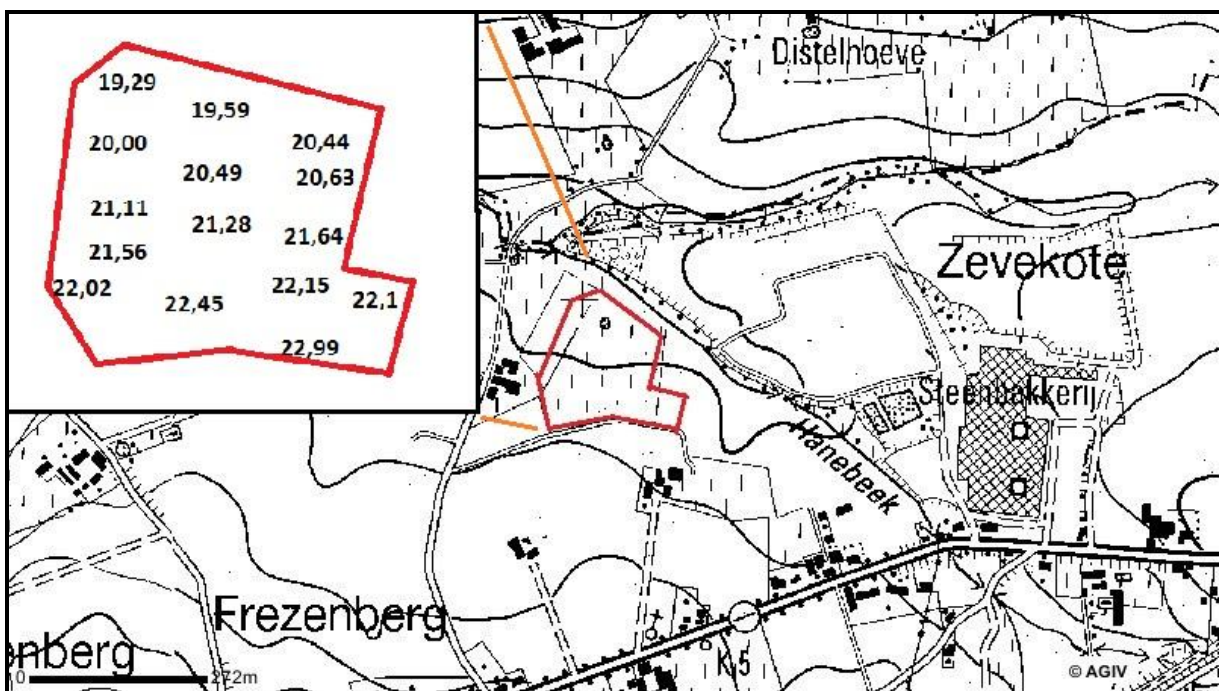 19,29
19,59
20,00
20,44
20,49
20,63
21,11
21,28
21,64
21,56
22,02
22,45
22,15
22,1
22,99
Distelhoeve
Zevekote
Steenbakkerij
Hanebeek
Frezenberg
enberg
K.5
0
272m
© AGIV